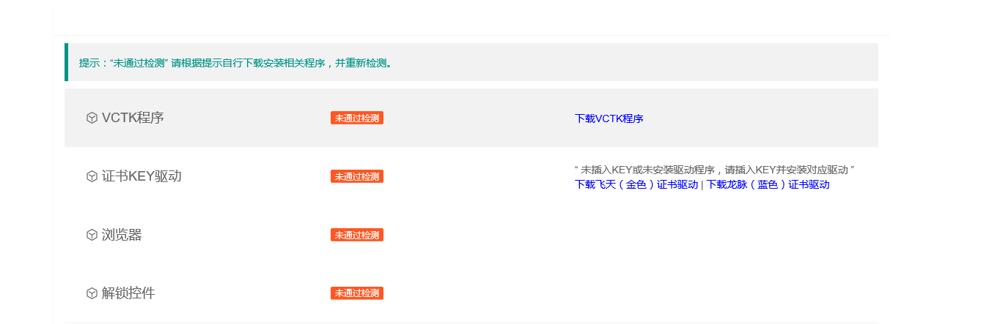 提示：“未通过检测” 请根据提示自行下载安装相关程序，并重新检测。
VCTK程序 未通过检测 下载VCTK程序
证书KEY驱动 未通过检测 “ 未插入KEY或未安装驱动程序，请插入KEY并安装对应驱动 ”
下载飞天（金色）证书驱动 | 下载龙脉（蓝色）证书驱动
浏览器 未通过检测
解锁控件 未通过检测